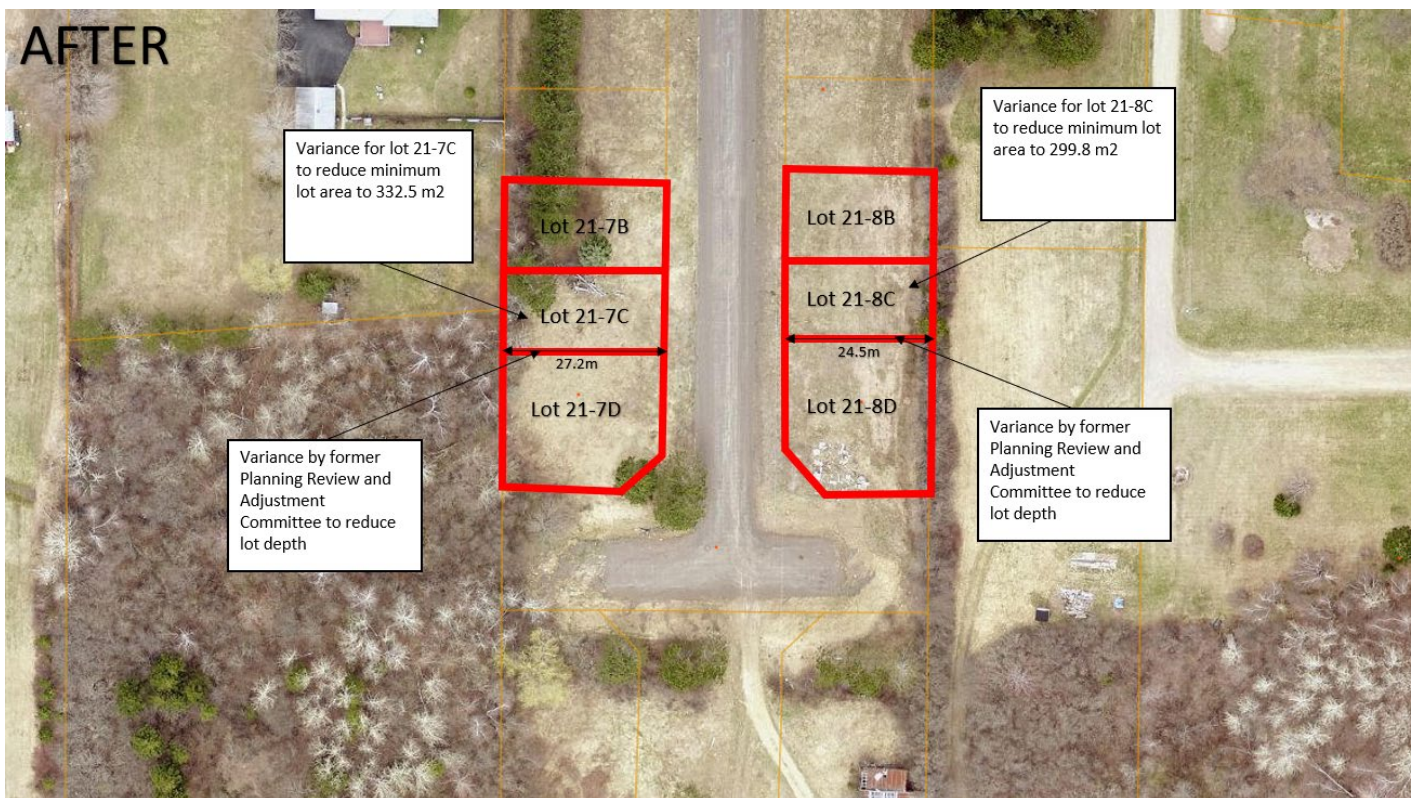 AFTER
Variance for lot 21-7C
to reduce minimum
lot area to 332.5 m2
Variance for lot 21-8C
to reduce minimum lot
area to 299.8 m2
Lot 21-7B
Lot 21-8B
Lot 21-7C
Lot 21-8C
27.2m
24.5m
Lot 21-7D
Lot 21-8D
Variance by former
Planning Review and
Adjustment
Committee to reduce
lot depth
Variance by former
Planning Review and
Adjustment
Committee to reduce
lot depth